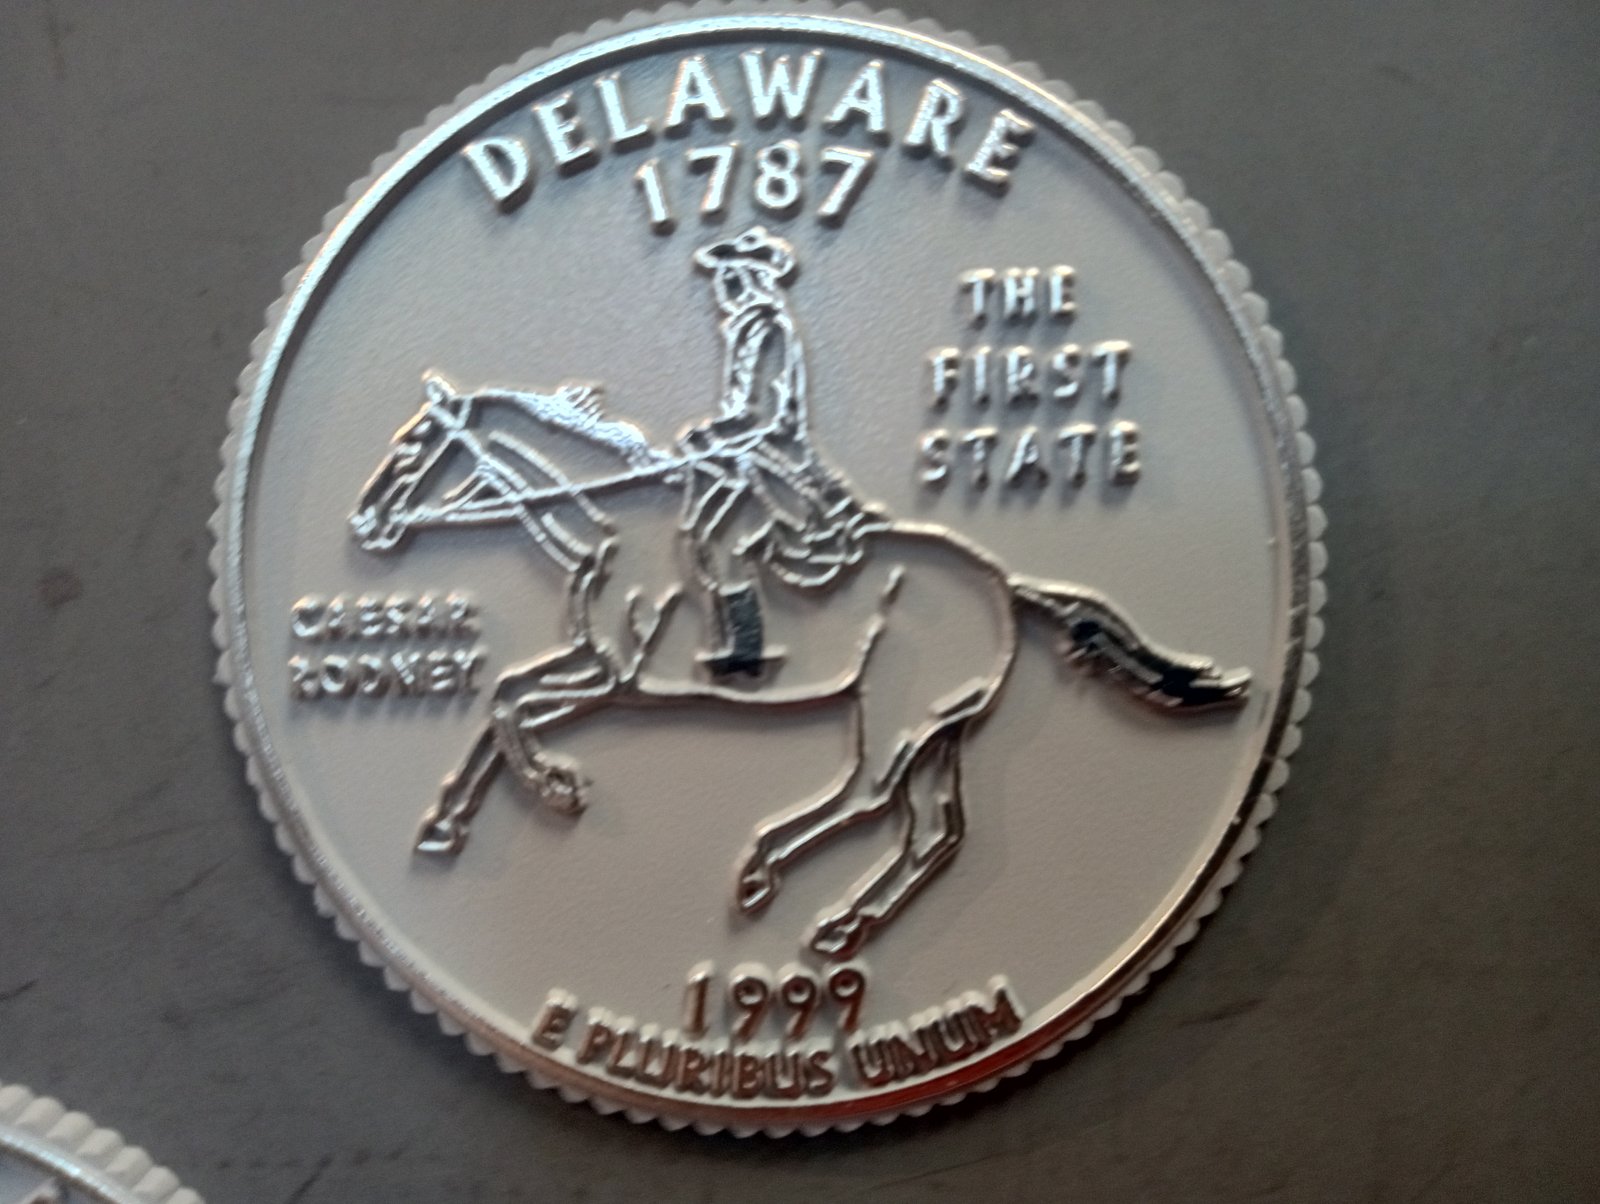 DELAWARE
1787
THE
FIRST
STATE
CAESAR
RODNEY
1999
E PLURIBUS UNUM